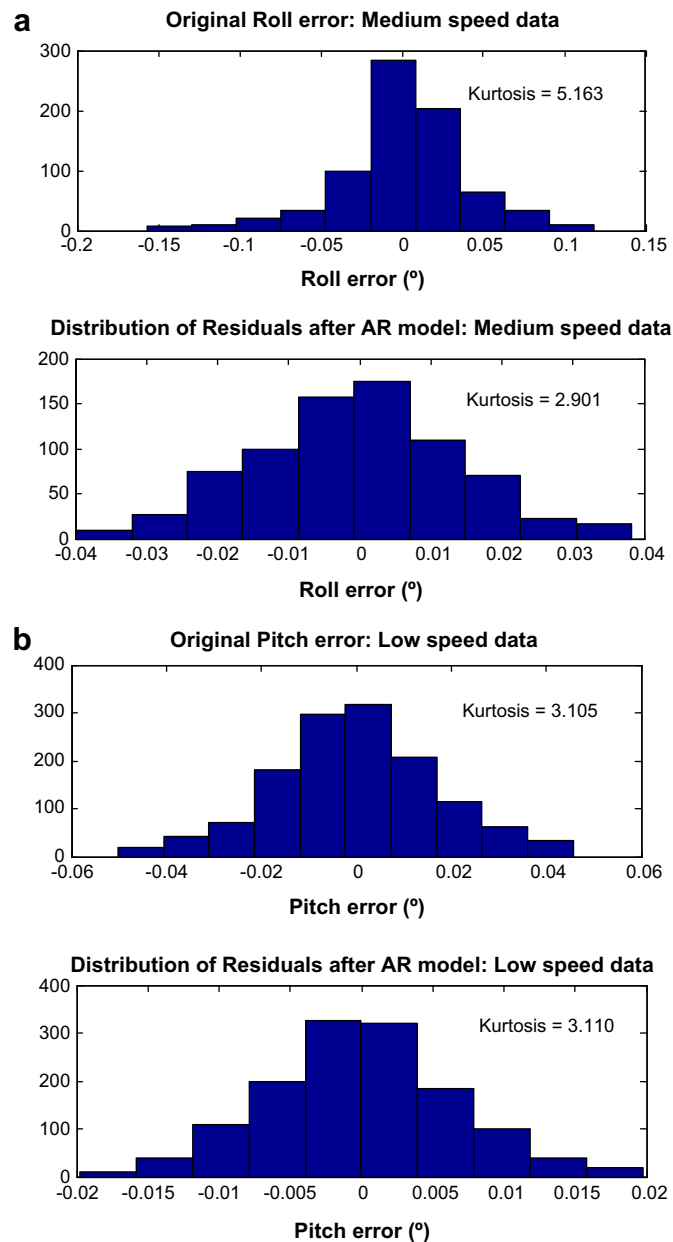 a
Original Roll error: Medium speed data
300
200
100
0
Kurtosis = 5.163
-0.2 -0.15 -0.1 -0.05 0 0.05 0.1 0.15
Roll error (º)
Distribution of Residuals after AR model: Medium speed data
200
150
100
50
0
Kurtosis = 2.901
-0.04 -0.03 -0.02 -0.01 0 0.01 0.02 0.03 0.04
Roll error (º)
b
Original Pitch error: Low speed data
400
300
200
100
0
Kurtosis = 3.105
-0.06 -0.04 -0.02 0 0.02 0.04 0.06
Pitch error (º)
Distribution of Residuals after AR model: Low speed data
400
300
200
100
0
Kurtosis = 3.110
-0.02 -0.015 -0.01 -0.005 0 0.005 0.01 0.015 0.02
Pitch error (º)